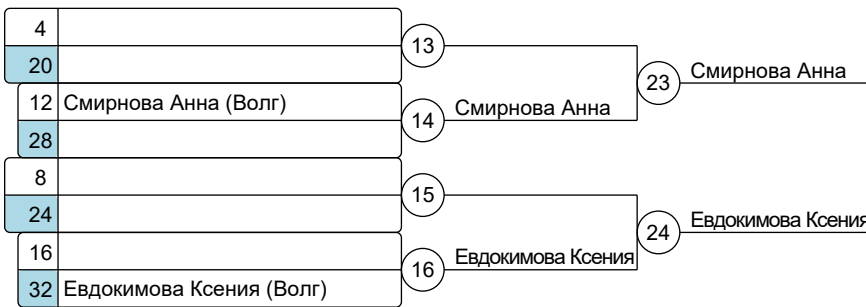 4
13
20
23 Смирнова Анна
12 Смирнова Анна (Волг)
14 Смирнова Анна
28
8
15
24
24 Евдокимова Ксения
16
16 Евдокимова Ксения
32 Евдокимова Ксения (Волг)